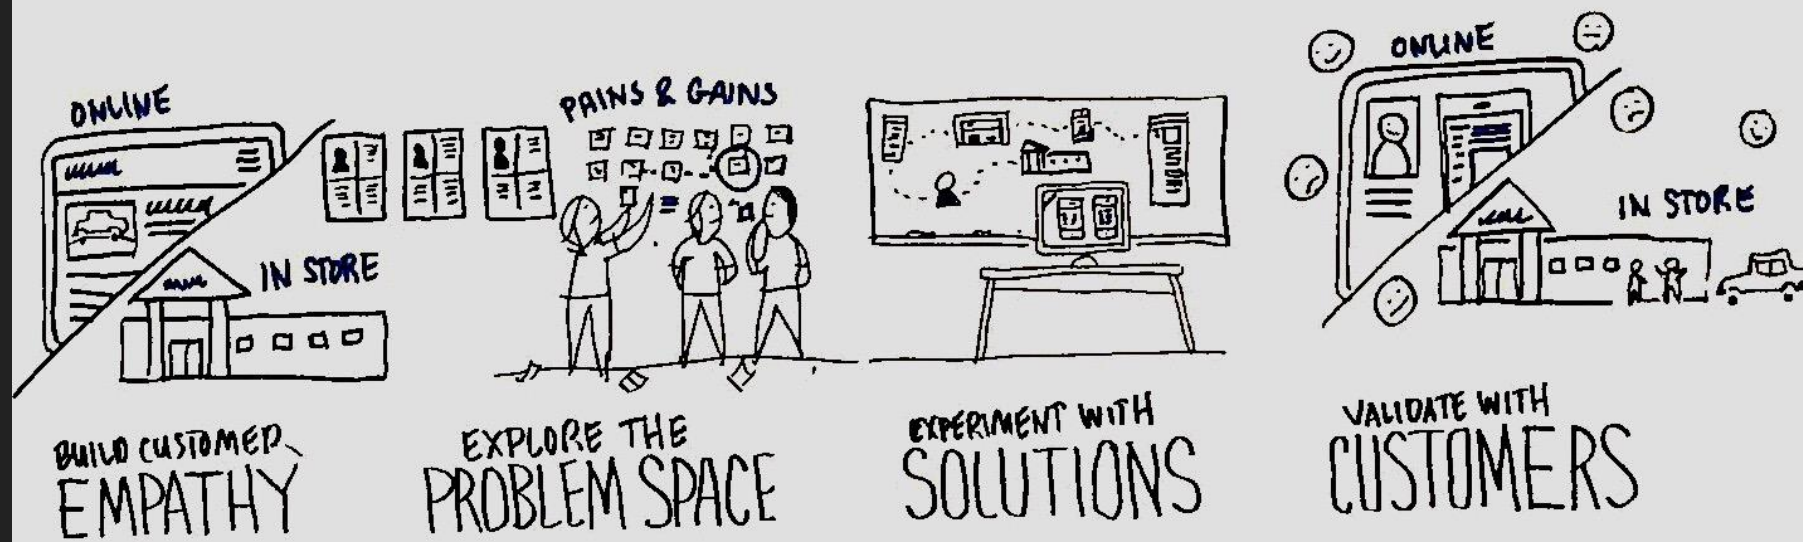 ONLINE
IN STORE
BUILD CUSTOMER
EMPATHY
PAINS & GAINS
EXPLORE THE
PROBLEM SPACE
EXPERIMENT WITH
SOLUTIONS
ONLINE
IN STORE
VALIDATE WITH
CUSTOMERS